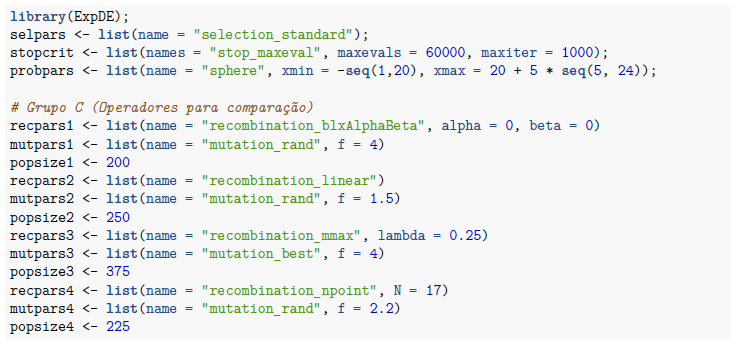 library(ExpDE);
selpars <- list(name = "selection_standard");
stopcrit <- list(names = "stop_maxeval", maxevals = 60000, maxiter = 1000);
probpars <- list(name = "sphere", xmin = -seq(1,20), xmax = 20 + 5 * seq(5, 24));
# Grupo C (Operadores para comparação)
recpars1 <- list(name = "recombination_blxAlphaBeta", alpha = 0, beta = 0)
mutpars1 <- list(name = "mutation_rand", f = 4)
popsize1 <- 200
recpars2 <- list(name = "recombination_linear")
mutpars2 <- list(name = "mutation_rand", f = 1.5)
popsize2 <- 250
recpars3 <- list(name = "recombination_mmax", lambda = 0.25)
mutpars3 <- list(name = "mutation_best", f = 4)
popsize3 <- 375
recpars4 <- list(name = "recombination_npoint", N = 17)
mutpars4 <- list(name = "mutation_rand", f = 2.2)
popsize4 <- 225